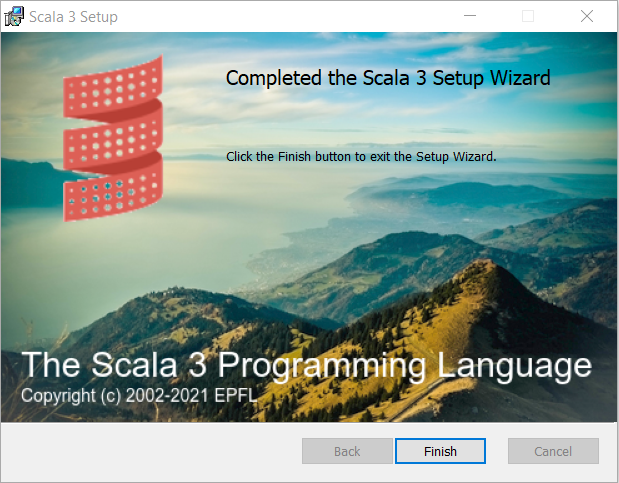 Scala 3 Setup
Completed the Scala 3 Setup Wizard
Click the Finish button to exit the Setup Wizard.
The Scala 3 Programming Language
Copyright (c) 2002-2021 EPFL
Back
Finish
Cancel